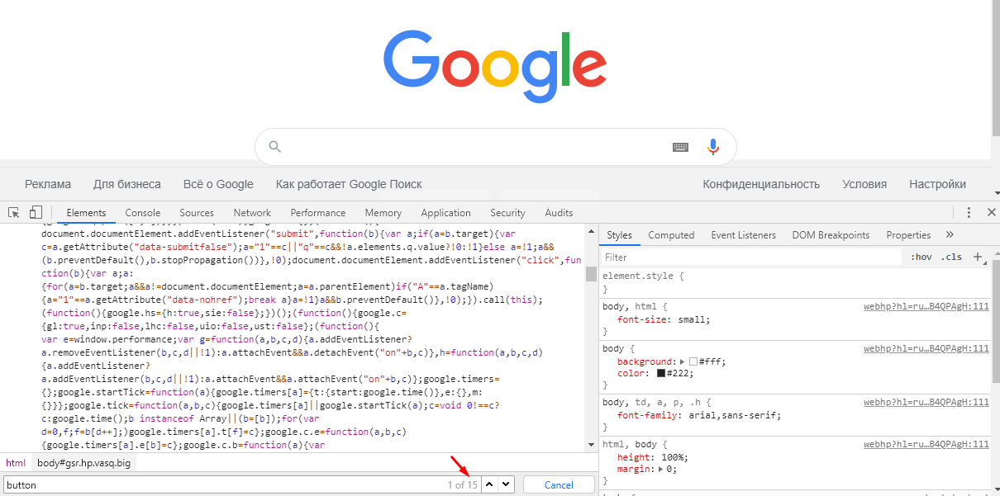 Google
Реклама Для бизнеса Всё о Google Как работает Google Поиск Конфиденциальность Условия Настройки
Elements Console Sources Network Performance Memory Application Security Audits
document.documentElement.addEventListener("submit",function(b){var a;if(a=b.target){var
c=a.getAttribute("data-submitfalse");a="1"==c||"q"==c&&!a.elements.q.value?!0:!1}else a=!1;a&&
(b.preventDefault(),b.stopPropagation())},!0);document.documentElement.addEventListener("click",fun
ction(b){var a;a:
{for(a=b.target;a&&a!=document.documentElement;a=a.parentElement)if("A"==a.tagName)
{a="1"==a.getAttribute("data-nohref");break a}a=!1}a&&b.preventDefault()},!0);}).call(this);
(function(){google.hs={h:true,sie:false};})();(function(){google.c=
{gl:true,inp:false,lhc:false,uio:false,ust:false};(function(){
var e=window.performance;var g=function(a,b,c,d){a.addEventListener?
a.removeEventListener(b,c,d||!1):a.attachEvent&&a.detachEvent("on"+b,c)},h=function(a,b,c,d)
{a.addEventListener?
a.addEventListener(b,c,d||!1):a.attachEvent&&a.attachEvent("on"+b,c)};google.timers=
{};google.startTick=function(a){google.timers[a]={t:{start:google.time()},e:{},m:
{}}};google.tick=function(a,b,c){google.timers[a]||google.startTick(a);c=void 0!==c?
c:google.time();b instanceof Array||(b=[b]);for(var
d=0,f;f=b[d++];)google.timers[a].t[f]=c};google.c.e=function(a,b,c)
{google.timers[a].e[b]=c};google.c.b=function(a){var
html body#gsr.hp.vasq.big
button 1 of 15 Cancel
Styles Computed Event Listeners DOM Breakpoints Properties »
Filter :hov .cls +
element.style {
}
body, html { webhp?hl=ru…B4QPAgH:111
font-size: small;
}
body { webhp?hl=ru…B4QPAgH:111
background: #fff;
color: #222;
}
body, td, a, p, .h { webhp?hl=ru…B4QPAgH:111
font-family: arial,sans-serif;
}
html, body { webhp?hl=ru…B4QPAgH:111
height: 100%;
margin: 0;
}